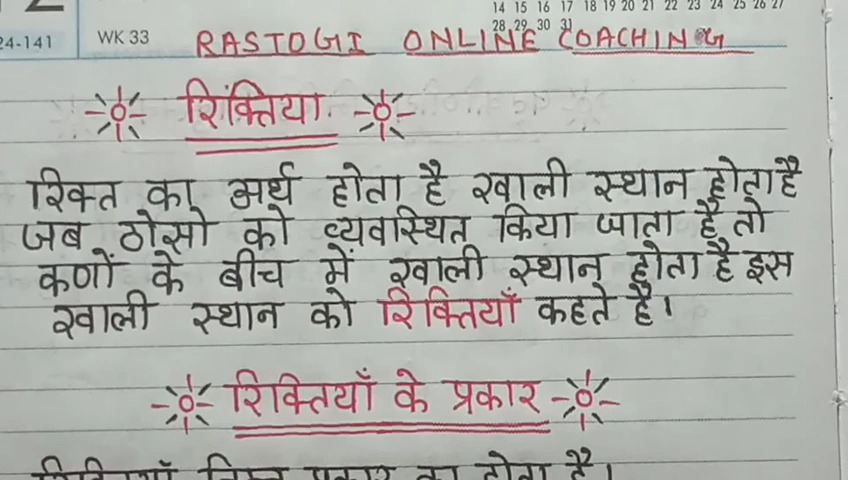 14 15 16 17 18 19 20 21 22 23 24 25 26 27
28 29 30 31
24-141 WK 33 RASTOGI ONLINE COACHING
रिक्तिया
रिक्त का अर्थ होता है खाली स्थान होता है
जब ठोसो को व्यवस्थित किया जाता है तो
कणों के बीच में खाली स्थान होता है इस
खाली स्थान को रिक्तियाँ कहते है।
रिक्तियाँ के प्रकार
रिक्तियाँ निम्न प्रकार का होता है।